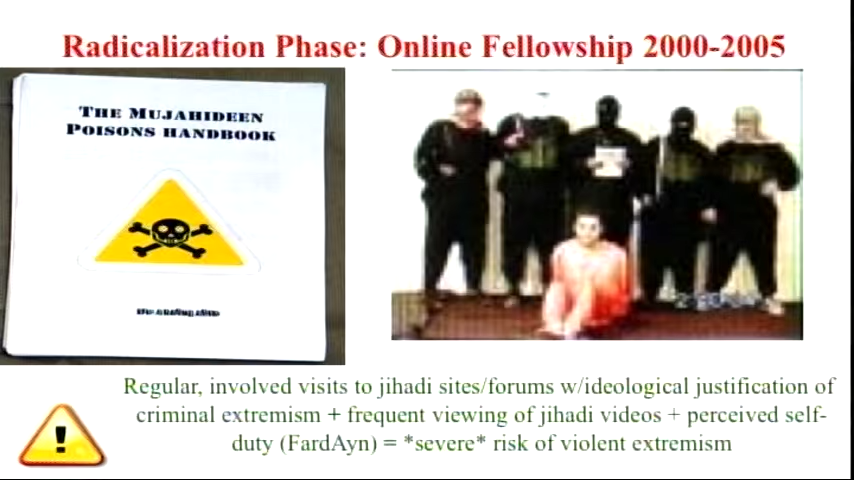 Radicalization Phase: Online Fellowship 2000-2005
THE MUJAHIDEEN
POISONS HANDBOOK
Regular, involved visits to jihadi sites/forums w/ideological justification of
criminal extremism + frequent viewing of jihadi videos + perceived self-
duty (FardAyn) = *severe* risk of violent extremism